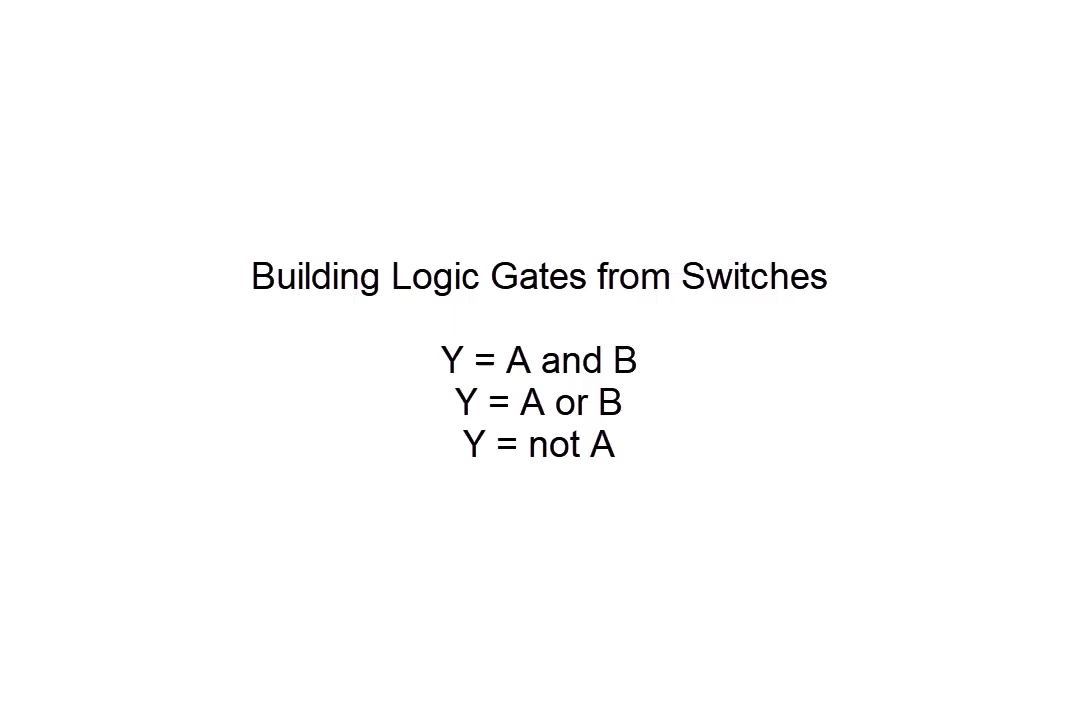 Building Logic Gates from Switches
Y = A and B
Y = A or B
Y = not A